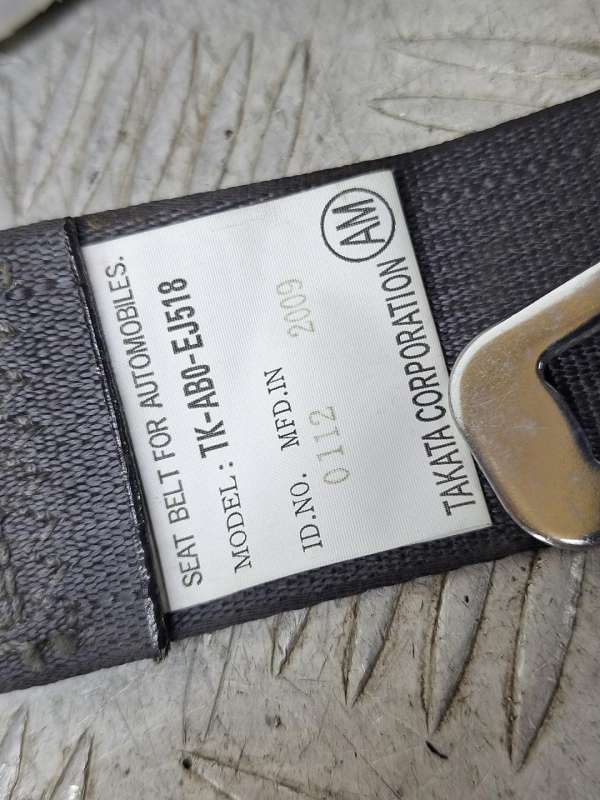 SEAT BELT FOR AUTOMOBILES.
MODEL: TK-AB0-EJ518
ID.NO. MFD.IN
0112 2009
TAKATA CORPORATION AM